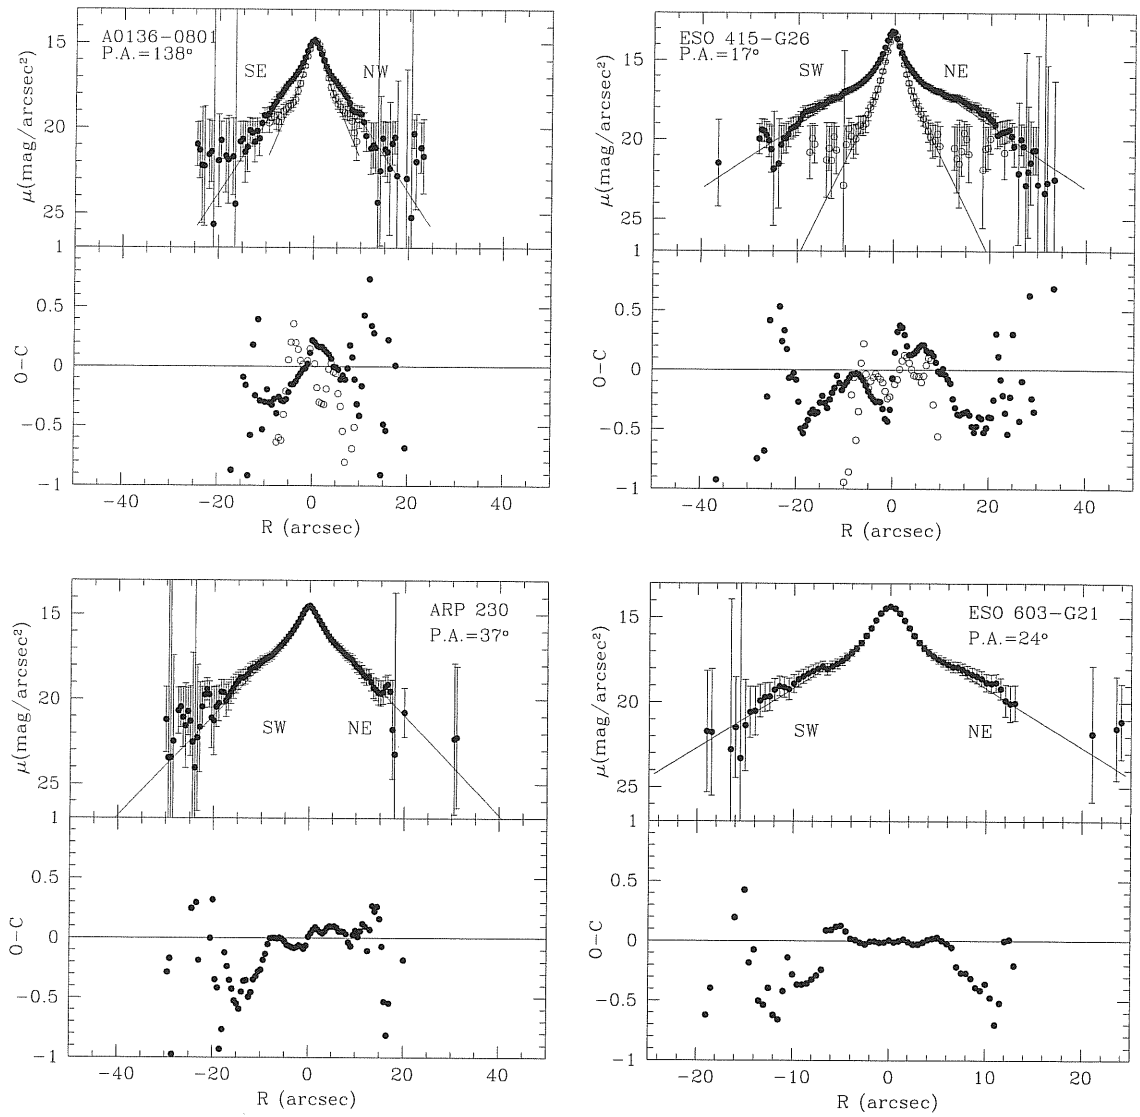 A0136-0801
P.A.=138°
SE
NW
μ(mag/arcsec²)
15
20
25
1
0.5
0
−0.5
−1
O−C
−40
−20
0
20
40
R (arcsec)
ESO 415-G26
P.A.=17°
SW
NE
μ(mag/arcsec²)
15
20
25
1
0.5
0
−0.5
−1
O−C
−40
−20
0
20
40
R (arcsec)
ARP 230
P.A.=37°
SW
NE
μ(mag/arcsec²)
15
20
25
1
0.5
0
−0.5
−1
O−C
−40
−20
0
20
40
R (arcsec)
ESO 603-G21
P.A.=24°
SW
NE
μ(mag/arcsec²)
15
20
25
1
0.5
0
−0.5
−1
O−C
−20
−10
0
10
20
R (arcsec)